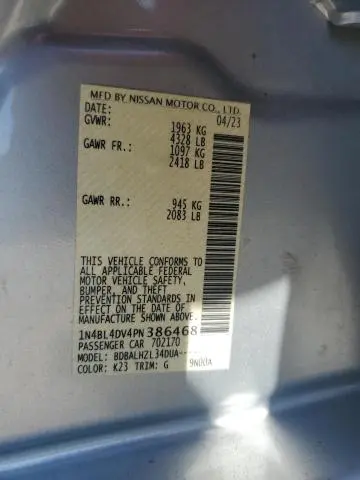 MFD BY NISSAN MOTOR CO., LTD.
DATE: 04/23
GVWR: 1963 KG
4328 LB
GAWR FR.: 1097 KG
2418 LB
GAWR RR.: 945 KG
2083 LB
THIS VEHICLE CONFORMS TO
ALL APPLICABLE FEDERAL
MOTOR VEHICLE SAFETY,
BUMPER, AND THEFT
PREVENTION STANDARDS IN
EFFECT ON THE DATE OF
MANUFACTURE SHOWN ABOVE.
1N4BL4DV4PN386468
PASSENGER CAR 702170
MODEL: BDBALHZL34DUA-----
COLOR: K23 TRIM: G 9N00A